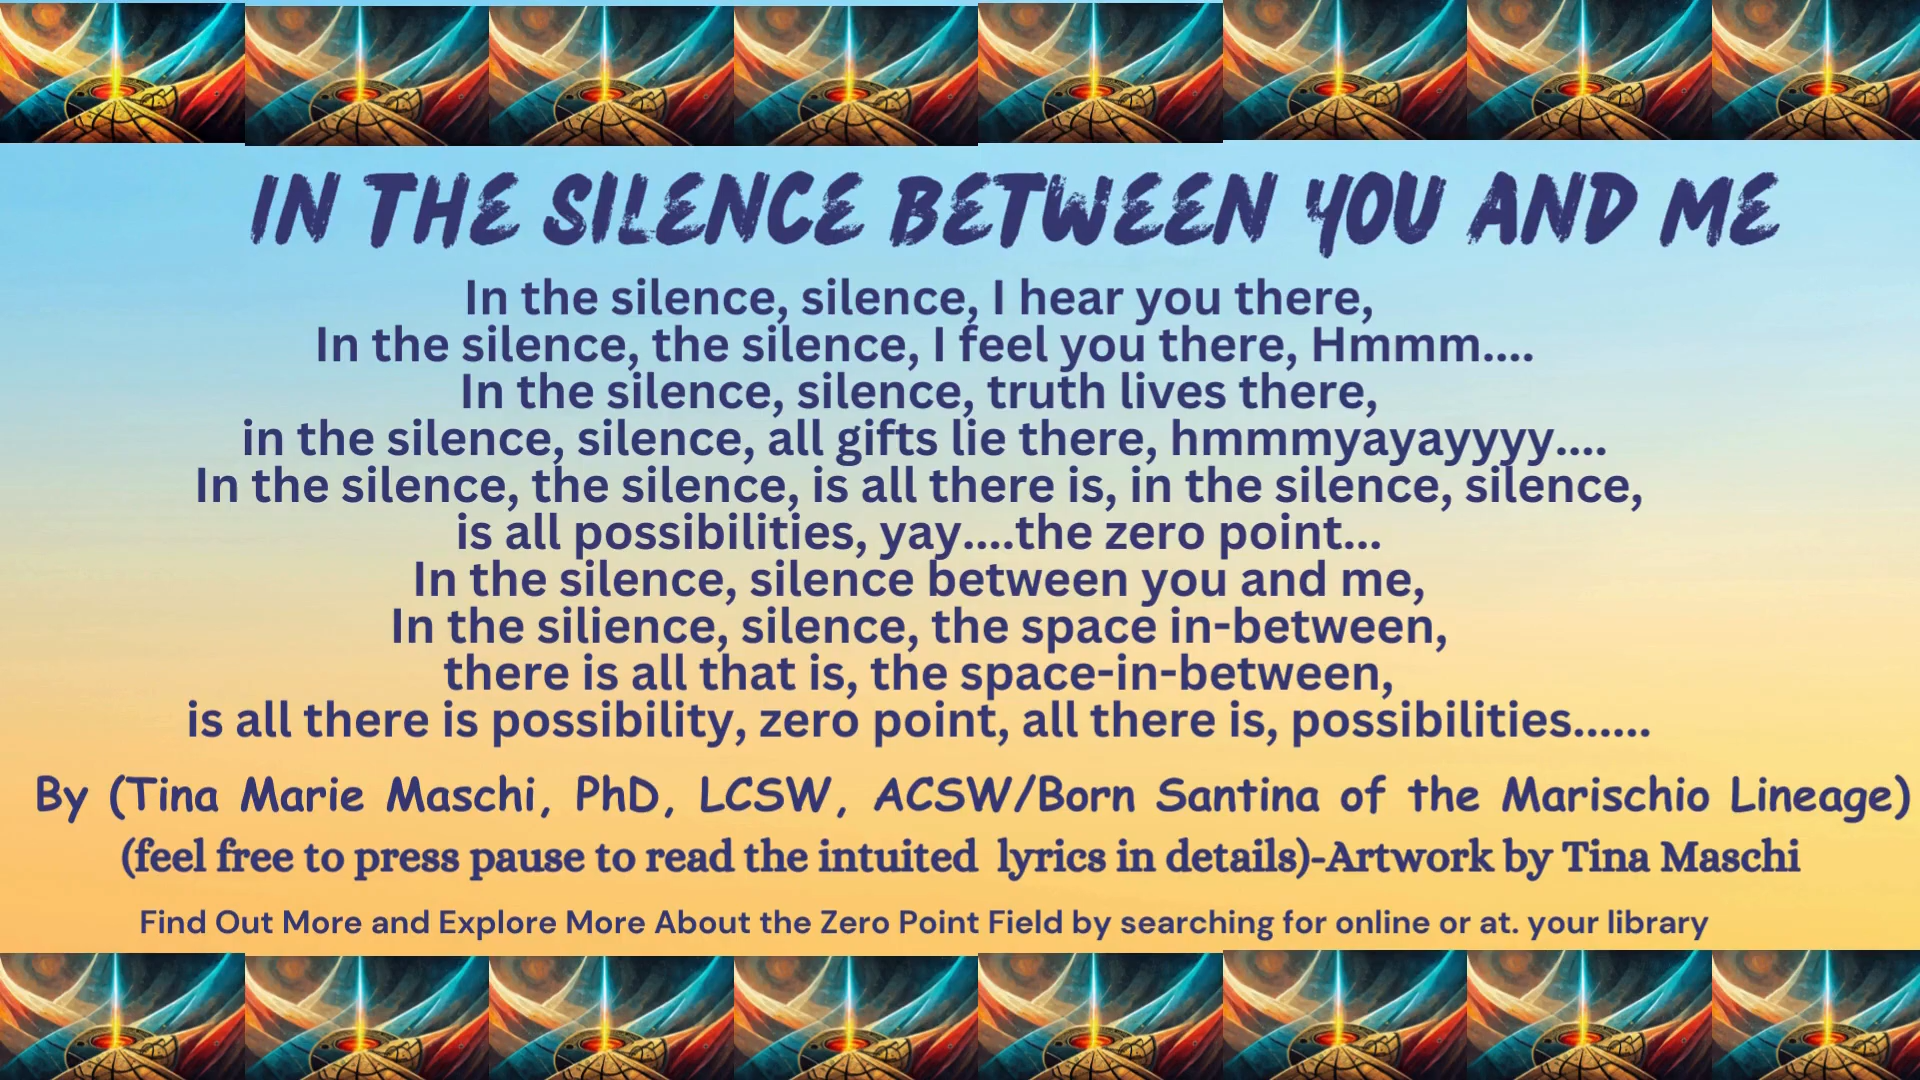 IN THE SILENCE BETWEEN YOU AND ME
In the silence, silence, I hear you there,
In the silence, the silence, I feel you there, Hmmm....
In the silence, silence, truth lives there,
in the silence, silence, all gifts lie there, hmmmyayayyyy....
In the silence, the silence, is all there is, in the silence, silence,
is all possibilities, yay....the zero point...
In the silence, silence between you and me,
In the silience, silence, the space in-between,
there is all that is, the space-in-between,
is all there is possibility, zero point, all there is, possibilities......
By (Tina Marie Maschi, PhD, LCSW, ACSW/Born Santina of the Marischio Lineage)
(feel free to press pause to read the intuited lyrics in details)-Artwork by Tina Maschi
Find Out More and Explore More About the Zero Point Field by searching for online or at. your library